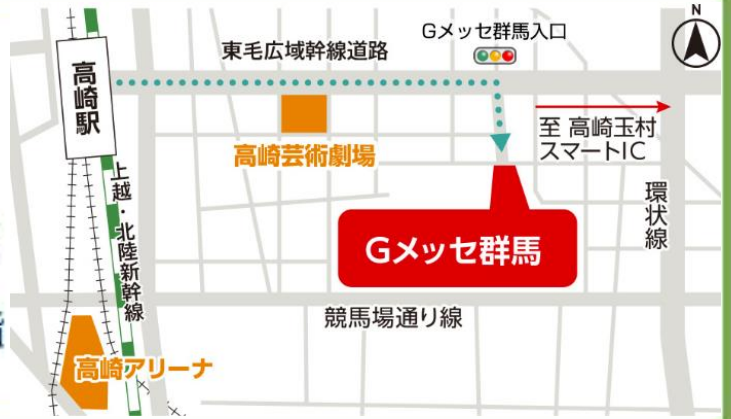 N
Gメッセ群馬入口
東毛広域幹線道路
高崎駅
高崎芸術劇場
至 高崎玉村
スマートIC
環状線
上越・北陸新幹線
Gメッセ群馬
競馬場通り線
高崎アリーナ